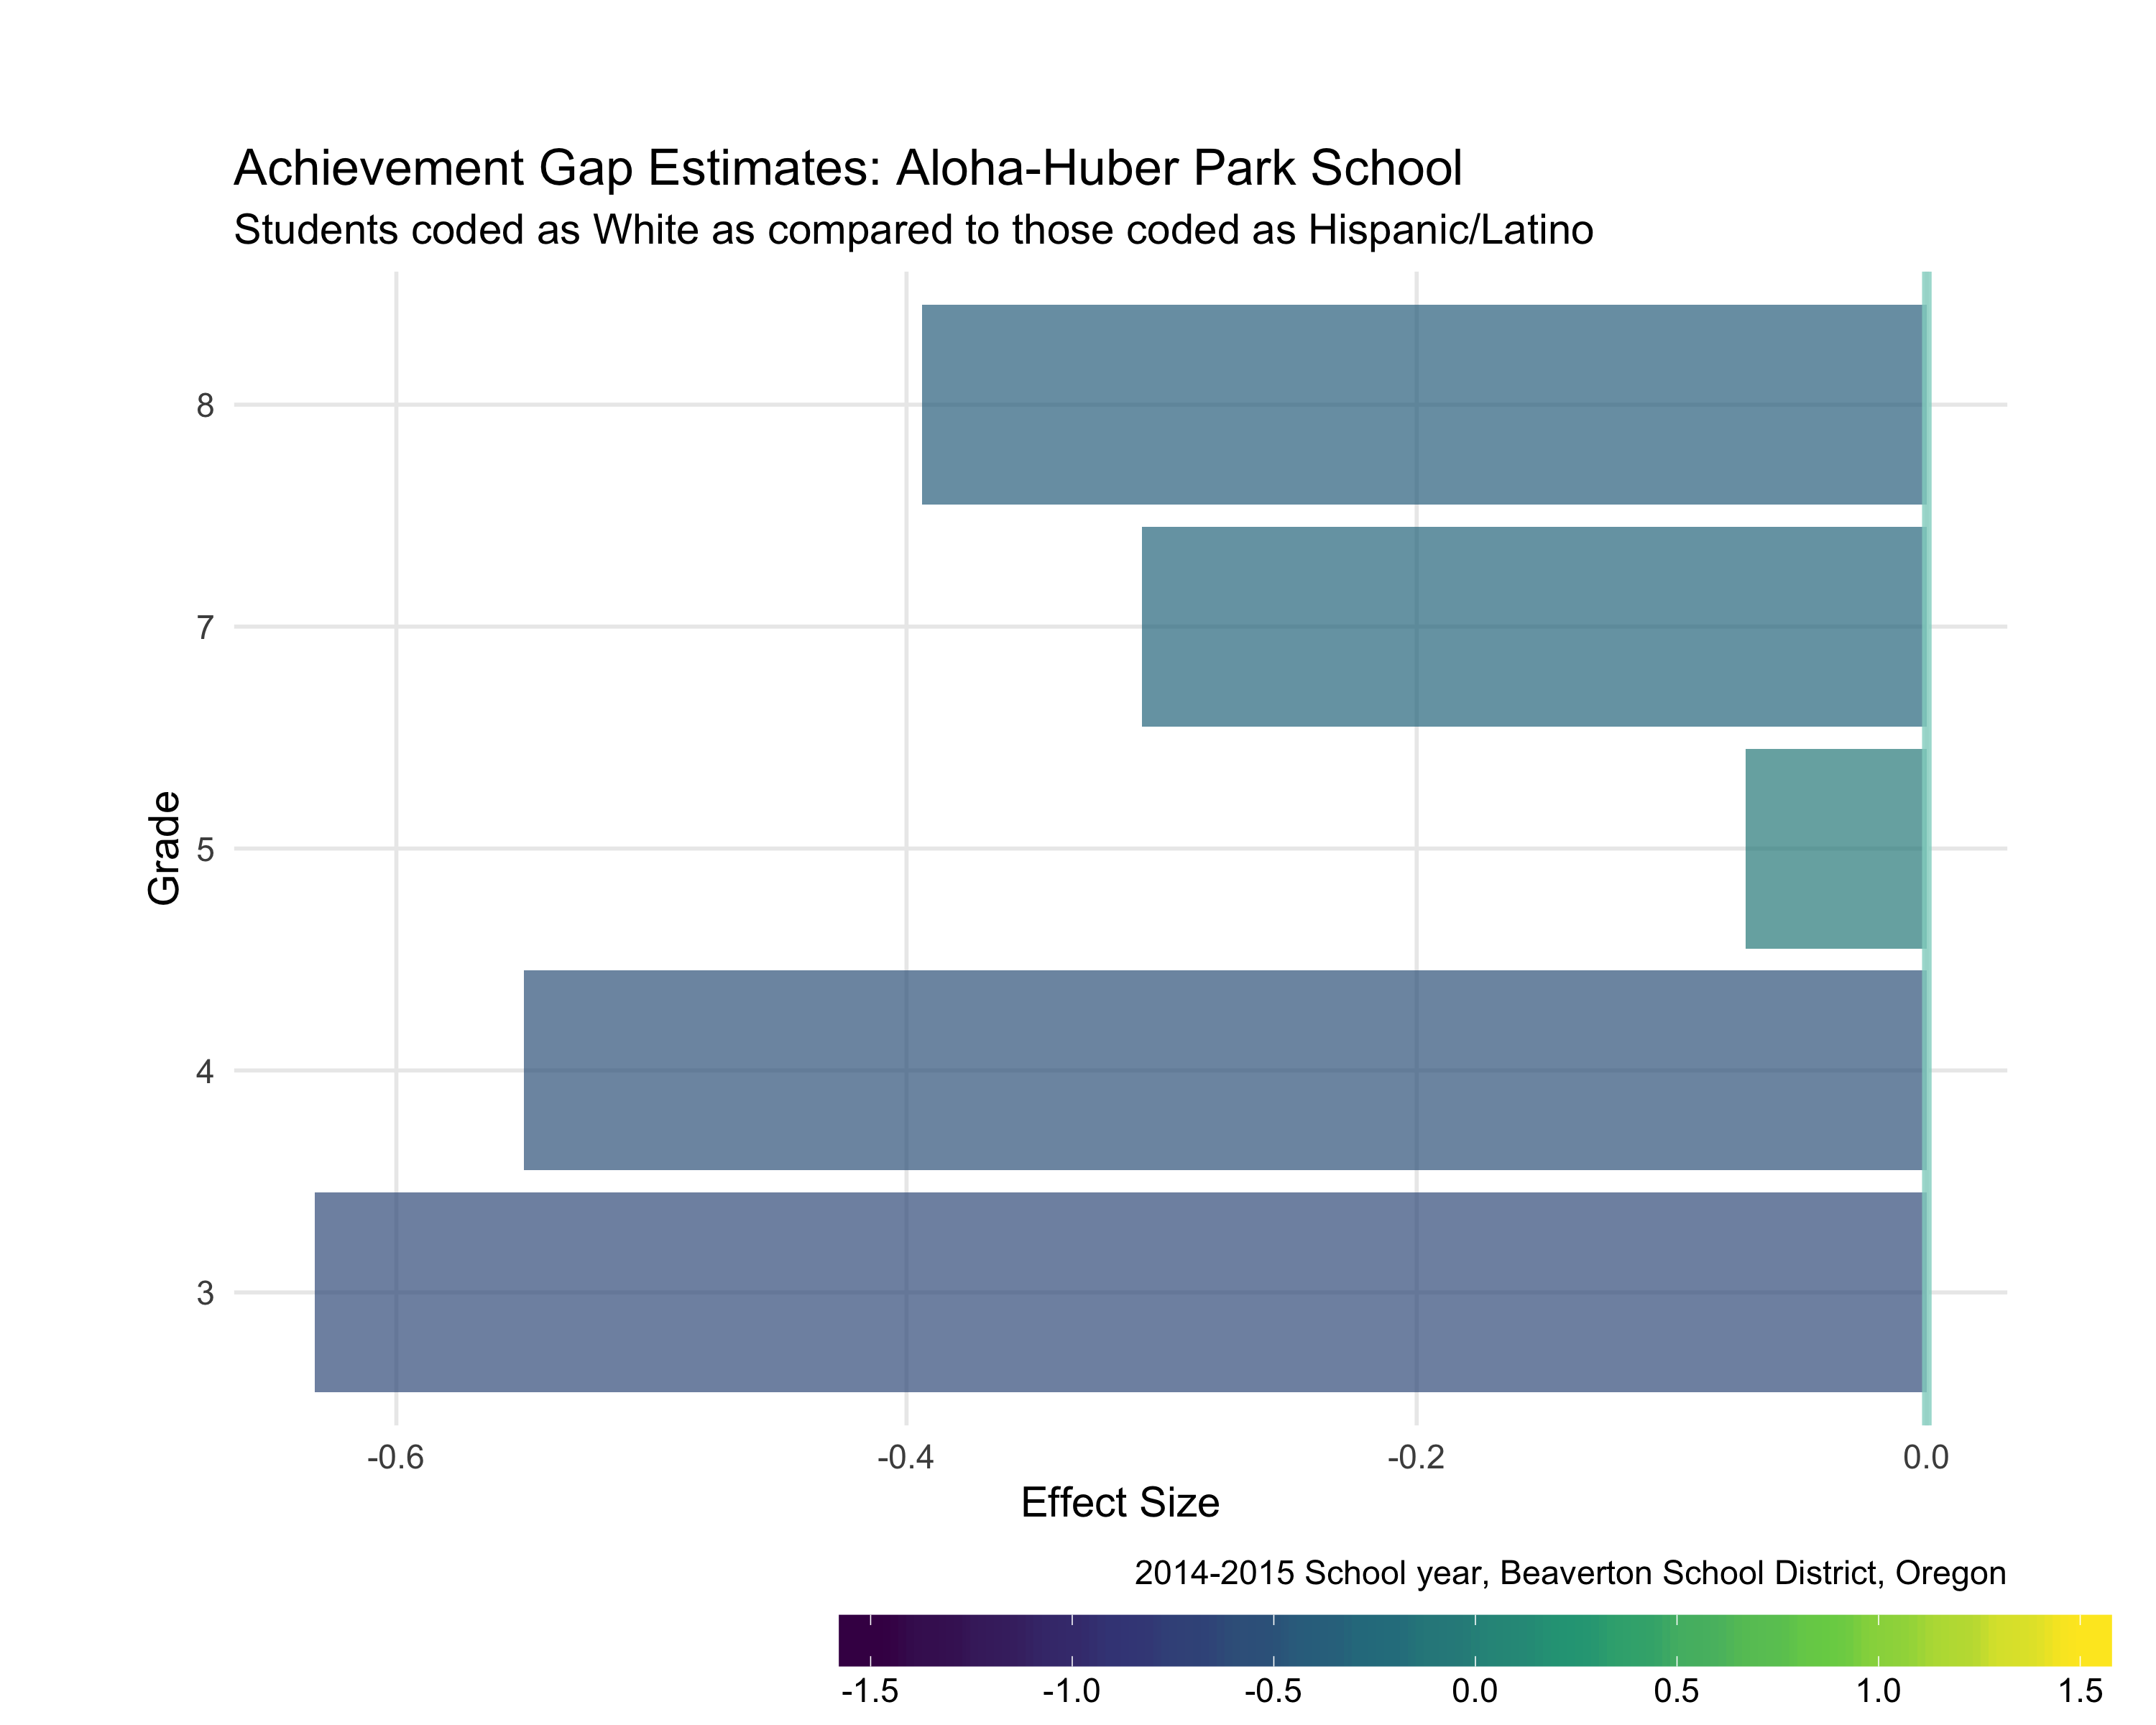 Achievement Gap Estimates: Aloha-Huber Park School
Students coded as White as compared to those coded as Hispanic/Latino
8
7
5
4
3
Grade
-0.6 -0.4 -0.2 0.0
Effect Size
2014-2015 School year, Beaverton School District, Oregon
-1.5 -1.0 -0.5 0.0 0.5 1.0 1.5